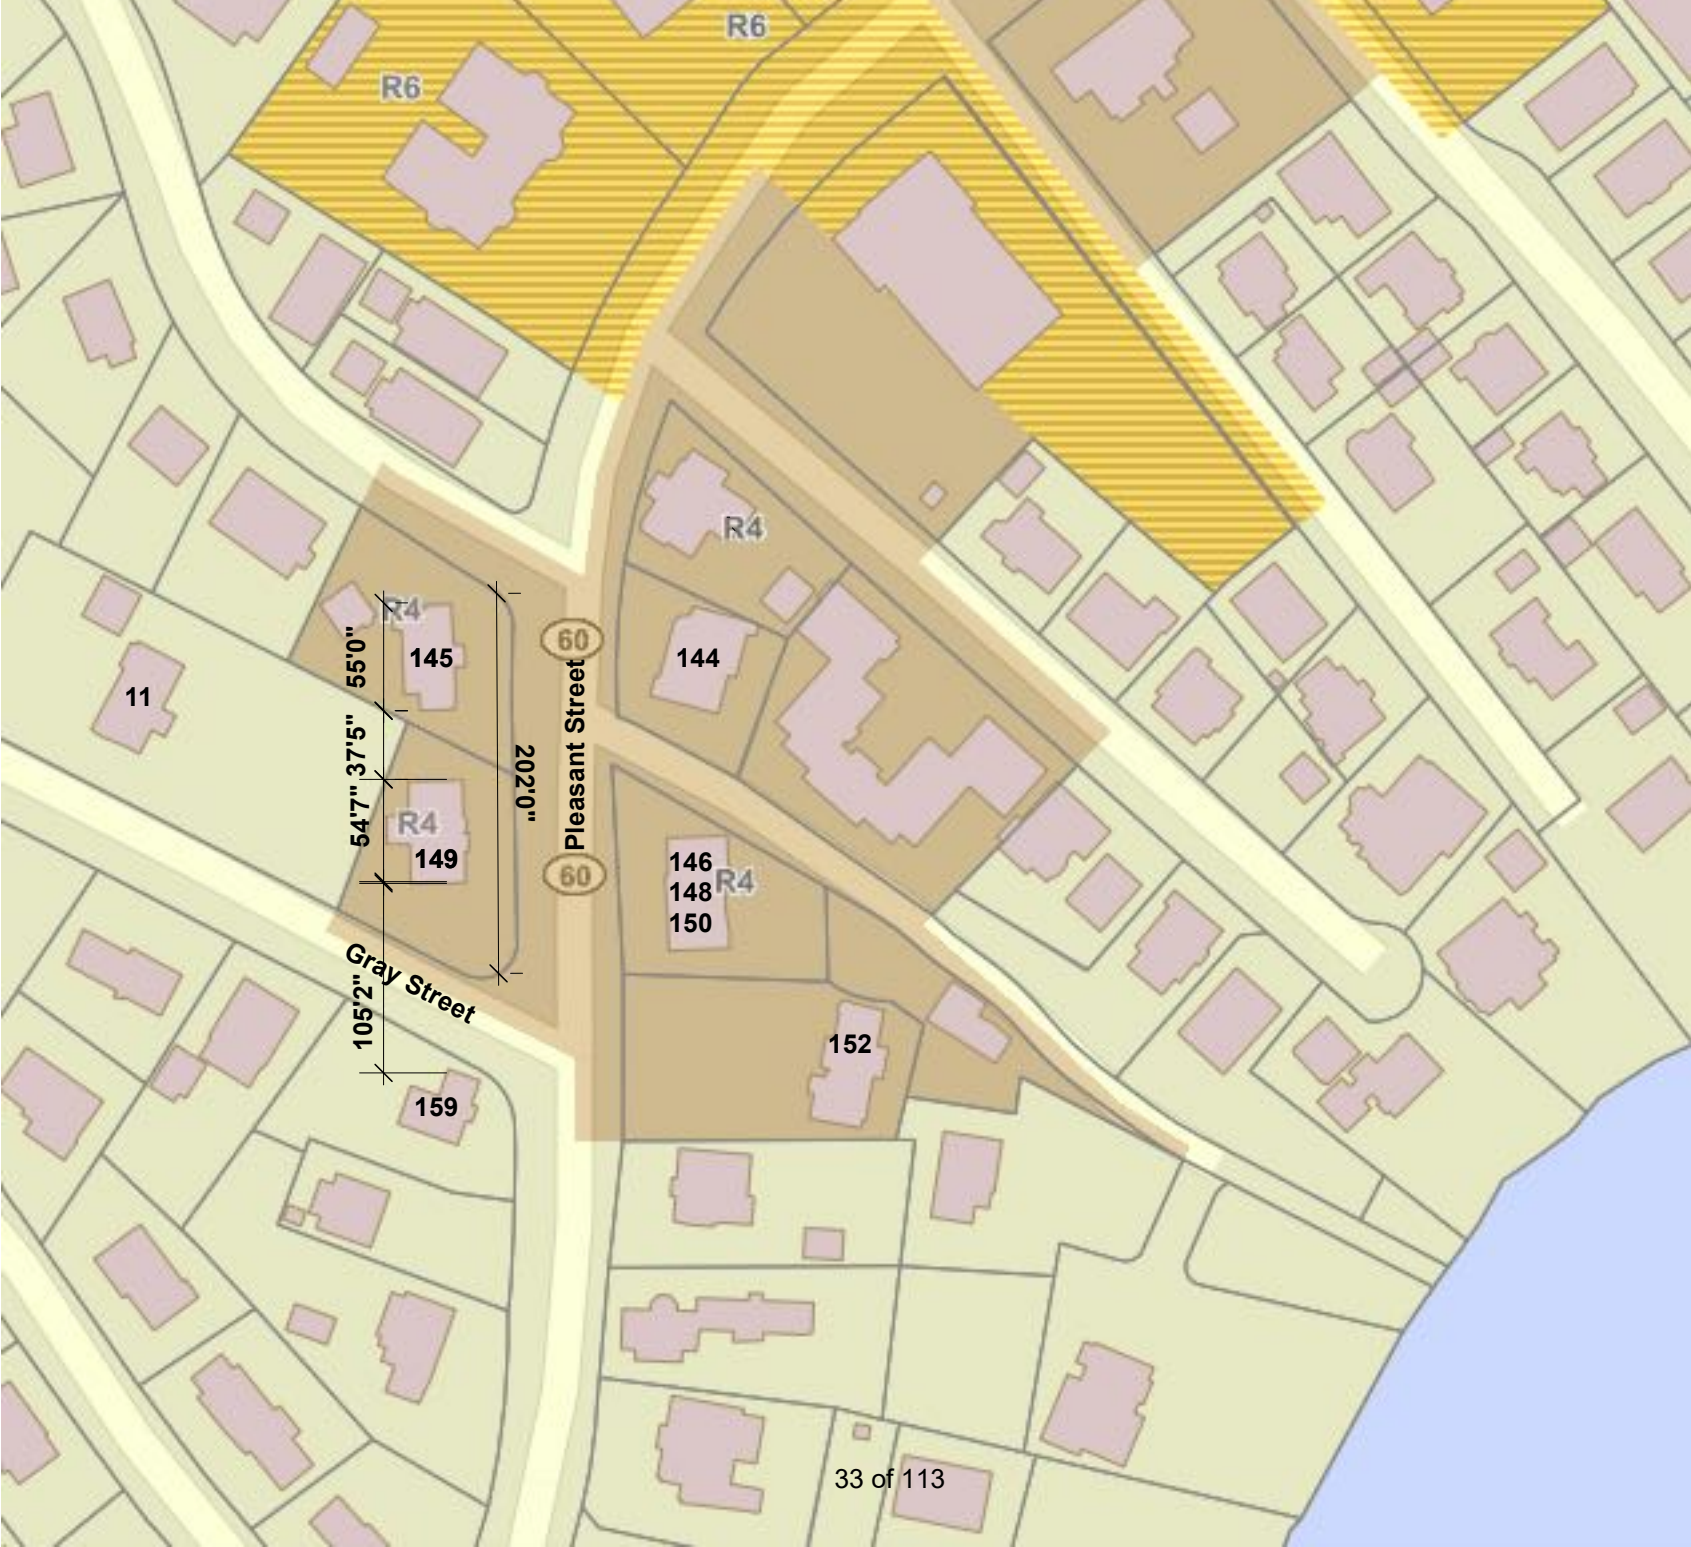 R6
R6
R4
R4
55'0"
145
60
144
11
Pleasant Street
37'5"
202'0"
54'7"
R4
149
60
146
148
150
R4
Gray Street
105'2"
152
159
33 of 113